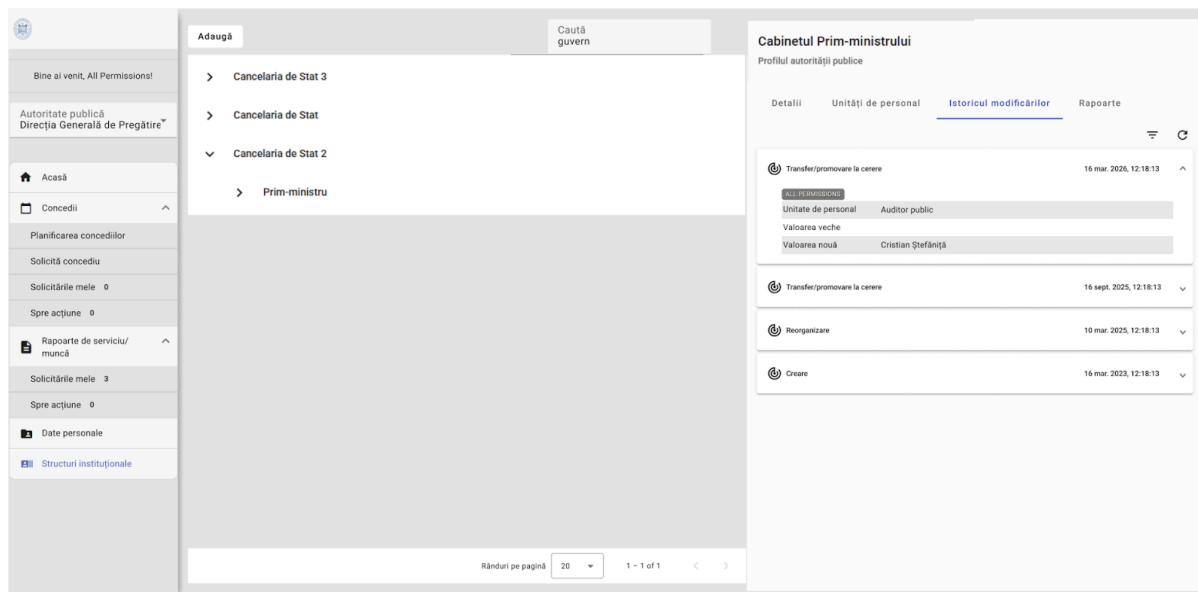 Bine ai venit, All Permissions!
Autoritate publică
Direcția Generală de Pregătire
Acasă
Concedii
Planificarea concediilor
Solicită concediu
Solicitările mele 0
Spre acțiune 0
Rapoarte de serviciu/
muncă
Solicitările mele 3
Spre acțiune 0
Date personale
Structuri instituționale
Adaugă
Caută
guvern
Cancelaria de Stat 3
Cancelaria de Stat
Cancelaria de Stat 2
Prim-ministru
Rânduri pe pagină 20 1 – 1 of 1
Cabinetul Prim-ministrului
Profilul autorității publice
Detalii Unități de personal Istoricul modificărilor Rapoarte
Transfer/promovare la cerere 16 mar. 2026, 12:18:13
ALL PERMISSIONS
Unitate de personal Auditor public
Valoarea veche
Valoarea nouă Cristian Ștefăniță
Transfer/promovare la cerere 16 sept. 2025, 12:18:13
Reorganizare 10 mar. 2025, 12:18:13
Creare 16 mar. 2023, 12:18:13